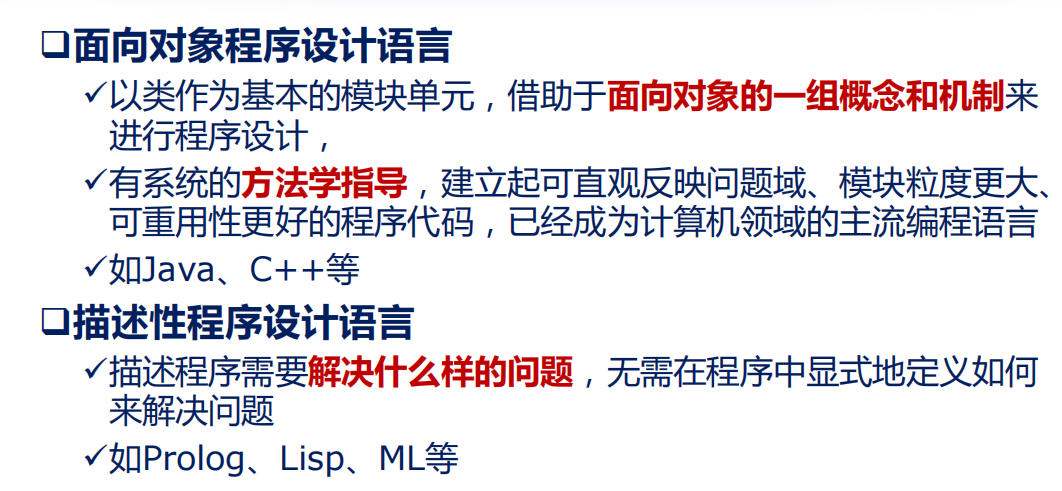 ❑面向对象程序设计语言
✓以类作为基本的模块单元，借助于面向对象的一组概念和机制来
进行程序设计，
✓有系统的方法学指导，建立起可直观反映问题域、模块粒度更大、
可重用性更好的程序代码，已经成为计算机领域的主流编程语言
✓如Java、C++等
❑描述性程序设计语言
✓描述程序需要解决什么样的问题，无需在程序中显式地定义如何
来解决问题
✓如Prolog、Lisp、ML等